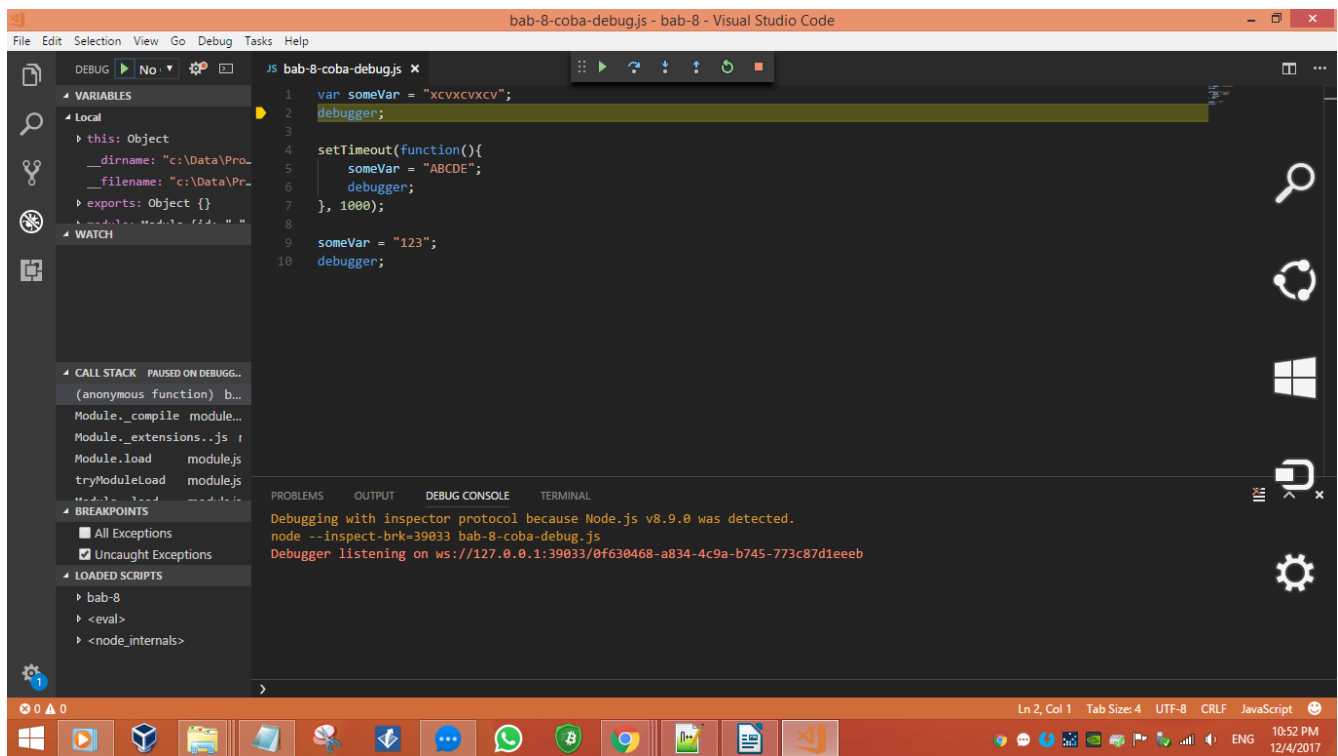 bab-8-coba-debug.js - bab-8 - Visual Studio Code
File Edit Selection View Go Debug Tasks Help
DEBUG No
JS bab-8-coba-debug.js
VARIABLES
Local
this: Object
__dirname: "c:\Data\Pro…
__filename: "c:\Data\Pr…
exports: Object {}
WATCH
1 var someVar = "xcvxcvxcv";
2 debugger;
3
4 setTimeout(function(){
5 someVar = "ABCDE";
6 debugger;
7 }, 1000);
8
9 someVar = "123";
10 debugger;
CALL STACK PAUSED ON DEBUGG..
(anonymous function) b...
Module._compile module...
Module._extensions..js
Module.load module.js
tryModuleLoad module.js
BREAKPOINTS
All Exceptions
Uncaught Exceptions
LOADED SCRIPTS
bab-8
<eval>
<node_internals>
PROBLEMS OUTPUT DEBUG CONSOLE TERMINAL
Debugging with inspector protocol because Node.js v8.9.0 was detected.
node --inspect-brk=39033 bab-8-coba-debug.js
Debugger listening on ws://127.0.0.1:39033/0f630468-a834-4c9a-b745-773c87d1eeeb
1
0 0
Ln 2, Col 1 Tab Size: 4 UTF-8 CRLF JavaScript
ENG
10:52 PM
12/4/2017